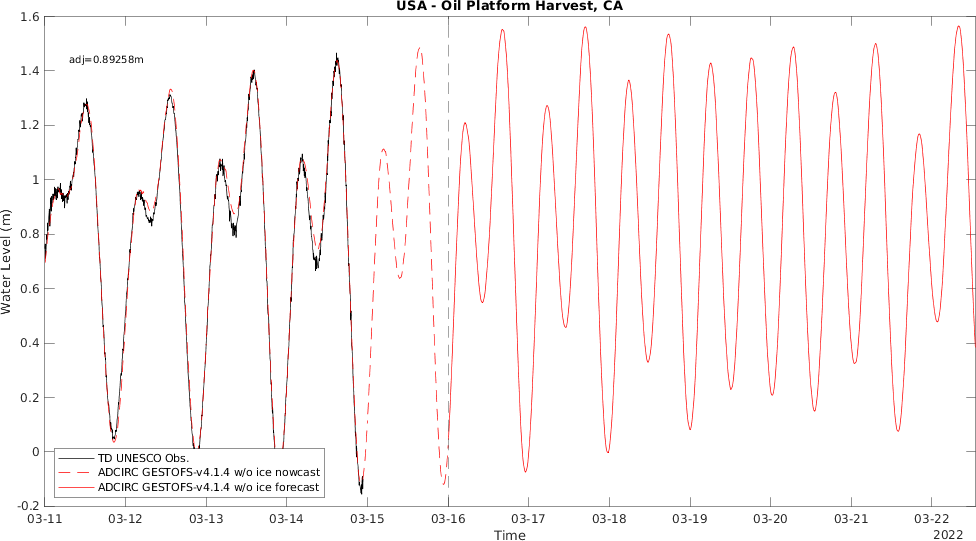 USA - Oil Platform Harvest, CA
adj=0.89258m
Water Level (m)
1.6
1.4
1.2
1
0.8
0.6
0.4
0.2
0
-0.2
TD UNESCO Obs.
ADCIRC GESTOFS-v4.1.4 w/o ice nowcast
ADCIRC GESTOFS-v4.1.4 w/o ice forecast
03-11 03-12 03-13 03-14 03-15 03-16 03-17 03-18 03-19 03-20 03-21 03-22
Time
2022